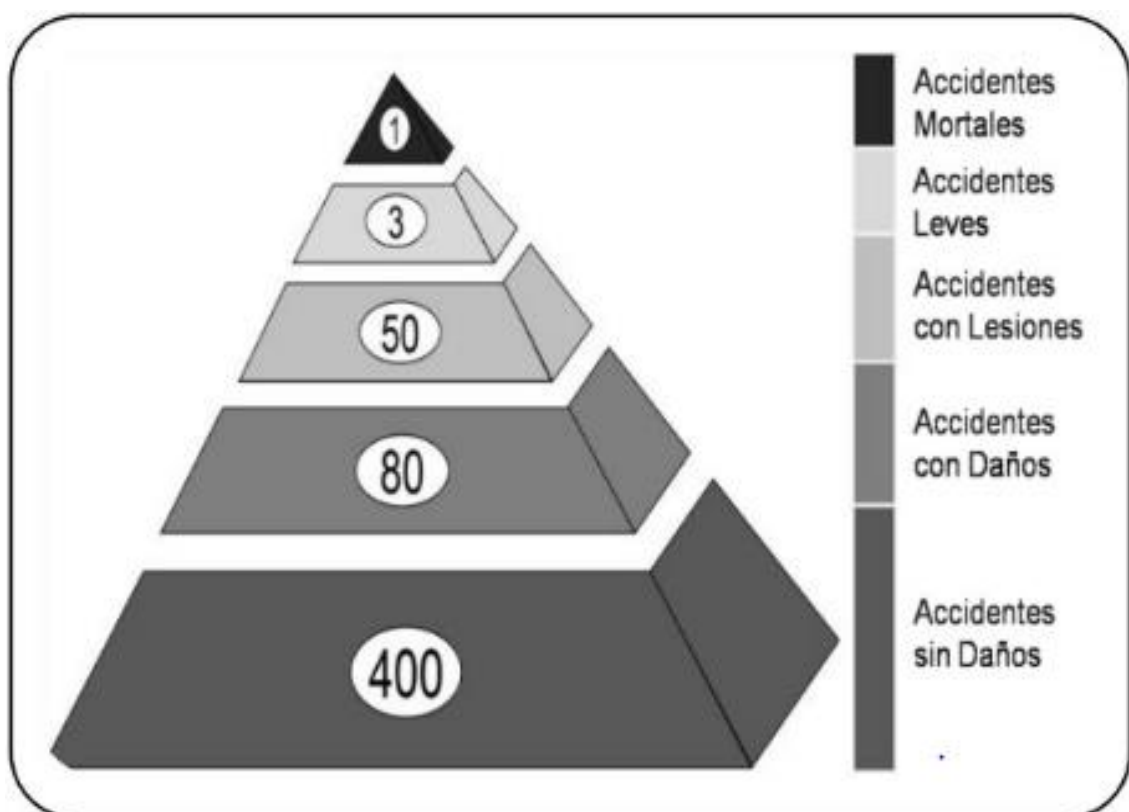 1
3
50
80
400
Accidentes
Mortales
Accidentes
Leves
Accidentes
con Lesiones
Accidentes
con Daños
Accidentes
sin Daños